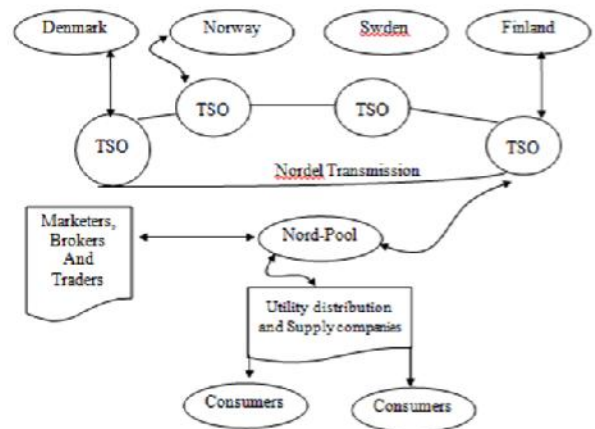 Denmark
Norway
Swden
Finland
TSO
TSO
TSO
TSO
Nordel Transmission
Marketers,
Brokers
And
Traders
Nord-Pool
Utility distribution
and Supply companies
Consumers
Consumers